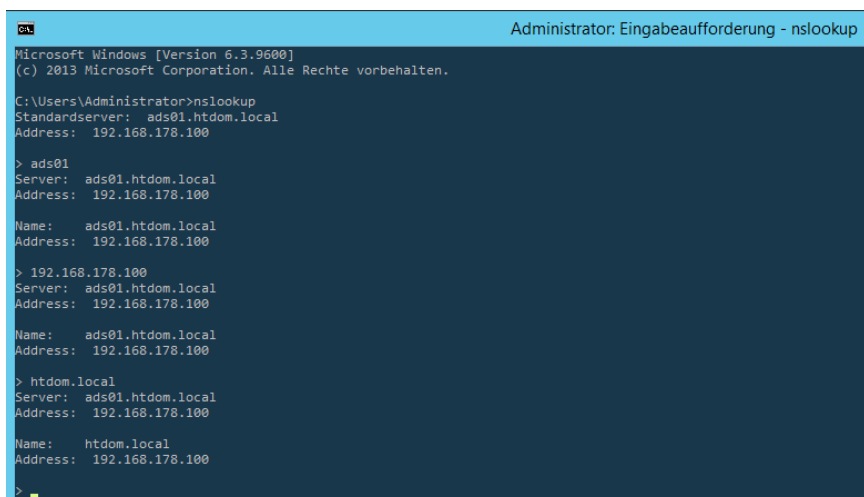 Administrator: Eingabeaufforderung - nslookup
Microsoft Windows [Version 6.3.9600]
(c) 2013 Microsoft Corporation. Alle Rechte vorbehalten.
C:\Users\Administrator>nslookup
Standardserver:  ads01.htdom.local
Address:  192.168.178.100
> ads01
Server:  ads01.htdom.local
Address:  192.168.178.100
Name:    ads01.htdom.local
Address:  192.168.178.100
> 192.168.178.100
Server:  ads01.htdom.local
Address:  192.168.178.100
Name:    ads01.htdom.local
Address:  192.168.178.100
> htdom.local
Server:  ads01.htdom.local
Address:  192.168.178.100
Name:    htdom.local
Address:  192.168.178.100
>